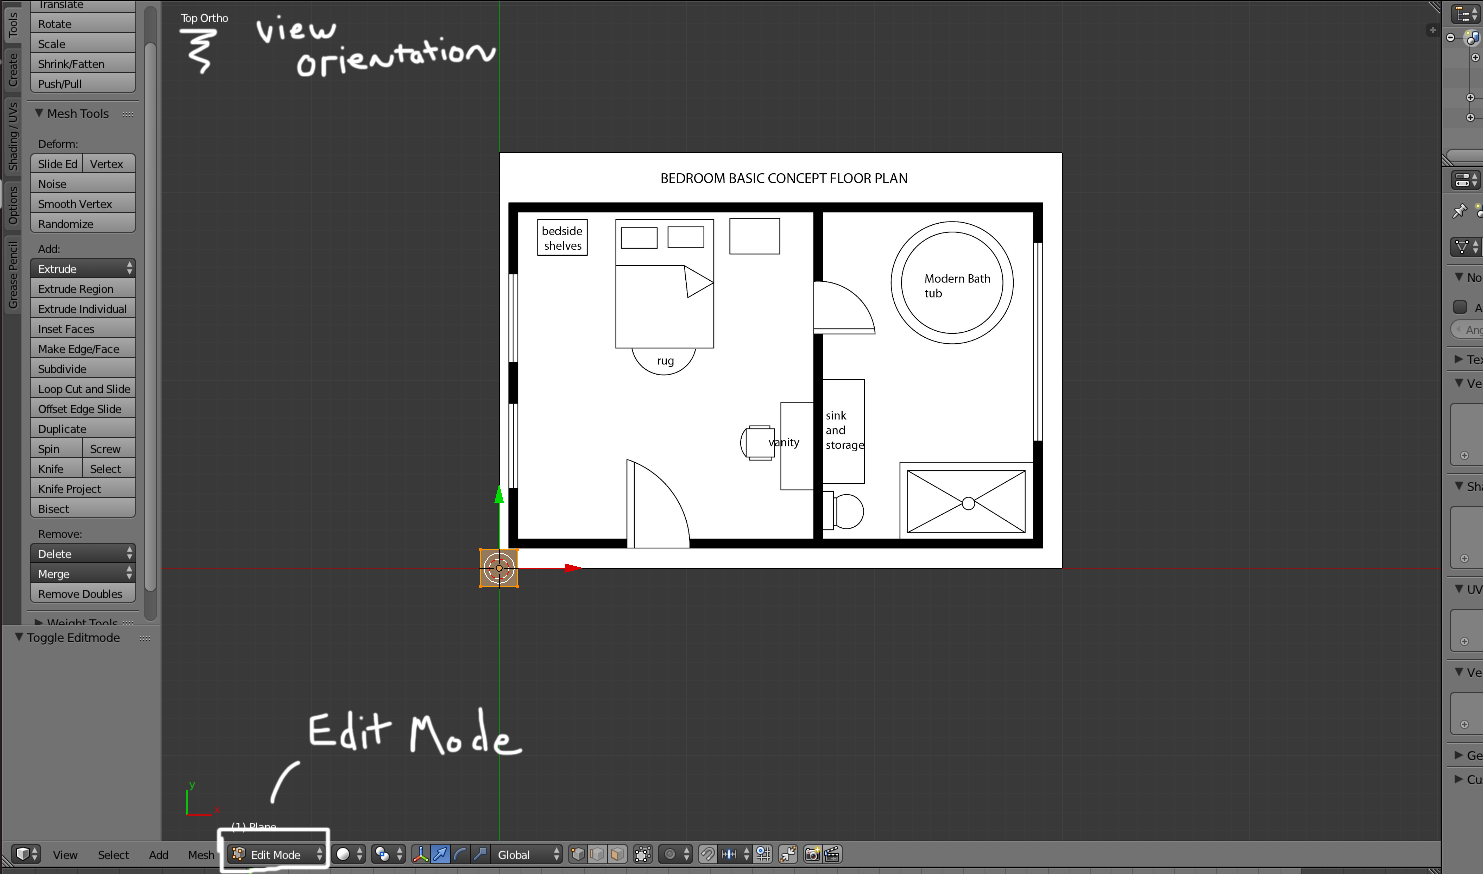 Translate
Rotate
Scale
Shrink/Fatten
Push/Pull
Mesh Tools
Deform:
Slide Ed Vertex
Noise
Smooth Vertex
Randomize
Add:
Extrude
Extrude Region
Extrude Individual
Inset Faces
Make Edge/Face
Subdivide
Loop Cut and Slide
Offset Edge Slide
Duplicate
Spin Screw
Knife Select
Knife Project
Bisect
Remove:
Delete
Merge
Remove Doubles
Weight Tools
Toggle Editmode
Tools
Create
Shading / UVs
Options
Grease Pencil
Top Ortho
view
orientation
BEDROOM BASIC CONCEPT FLOOR PLAN
bedside
shelves
rug
vanity
Modern Bath
tub
sink
and
storage
Edit Mode
y
(1) Plane
View Select Add Mesh Edit Mode Global
No
A
Ang
Tex
Ve
Sha
UV
Ve
Ge
Cu